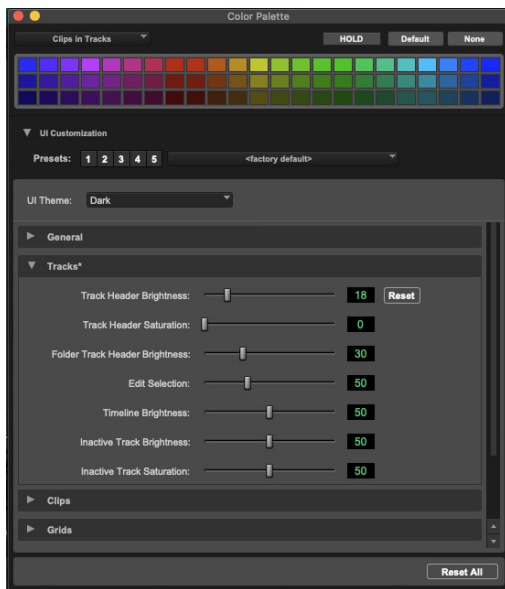 Color Palette
Clips in Tracks HOLD Default None
UI Customization
Presets: 1 2 3 4 5 <factory default>
UI Theme: Dark
General
Tracks*
Track Header Brightness: 18 Reset
Track Header Saturation: 0
Folder Track Header Brightness: 30
Edit Selection: 50
Timeline Brightness: 50
Inactive Track Brightness: 50
Inactive Track Saturation: 50
Clips
Grids
Reset All